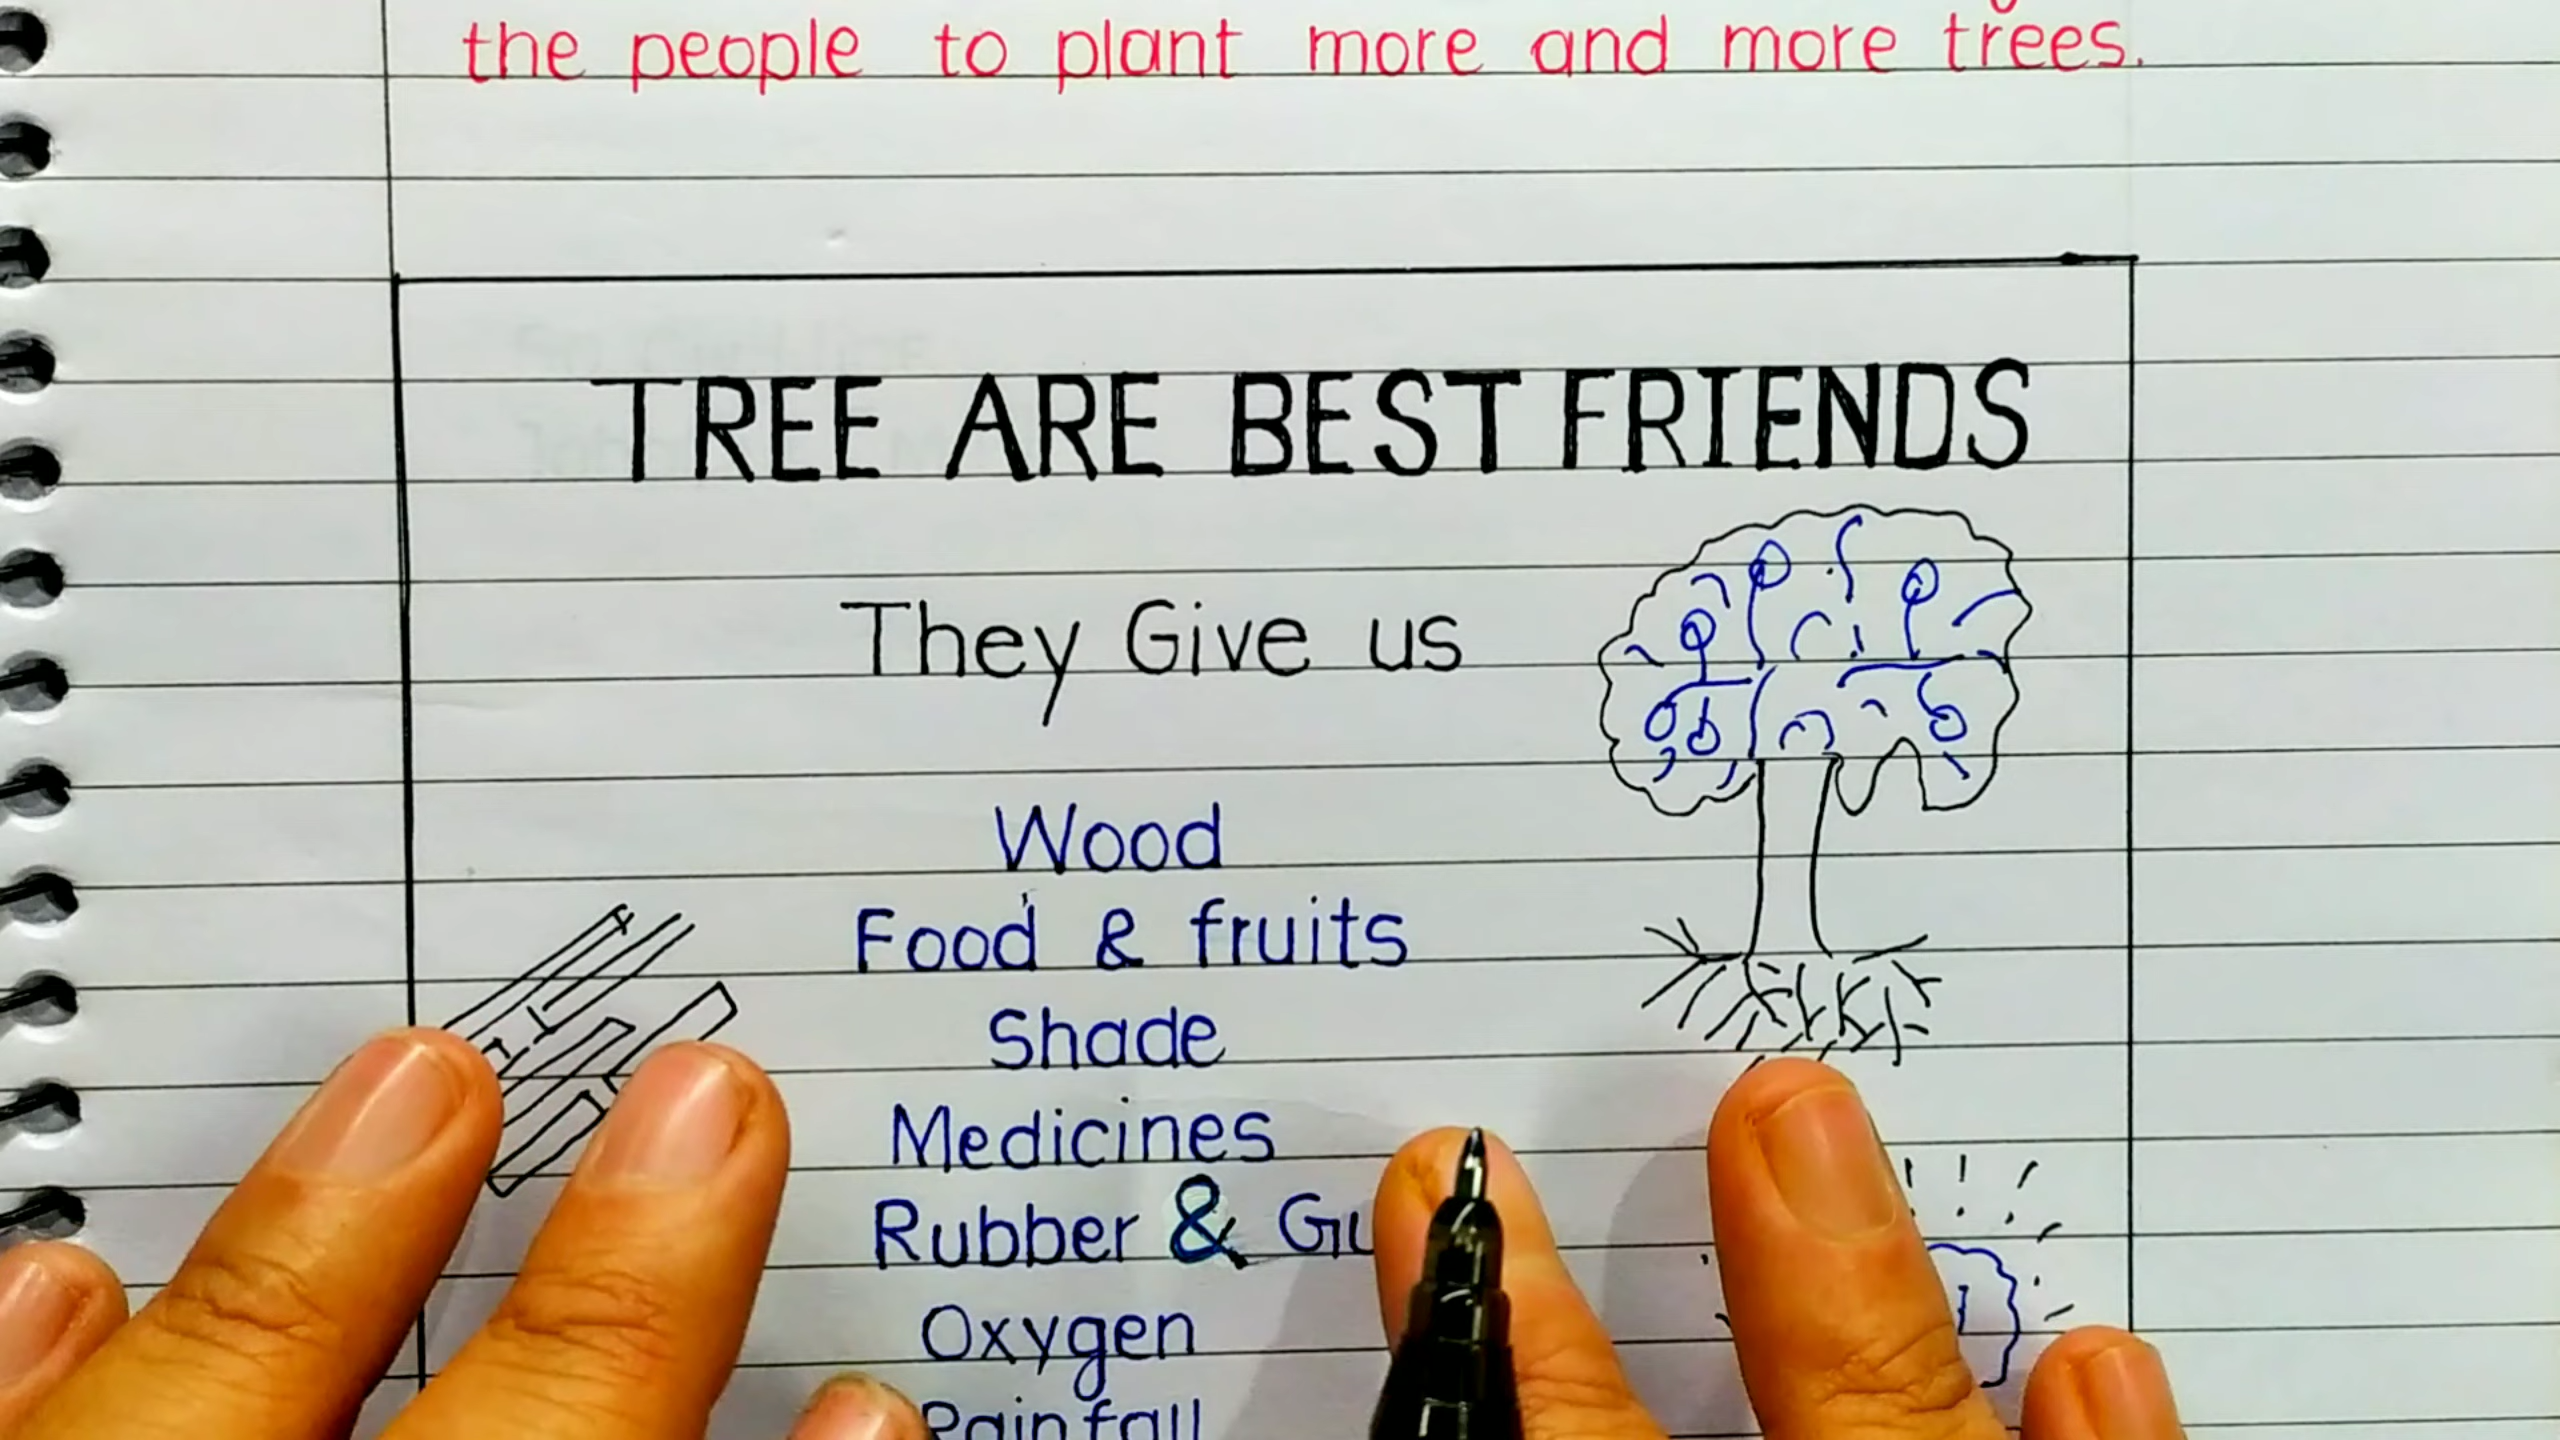 the people to plant more and more trees.
TREE ARE BEST FRIENDS
They Give us
Wood
Food & fruits
Shade
Medicines
Rubber &
Oxygen
Rainfall